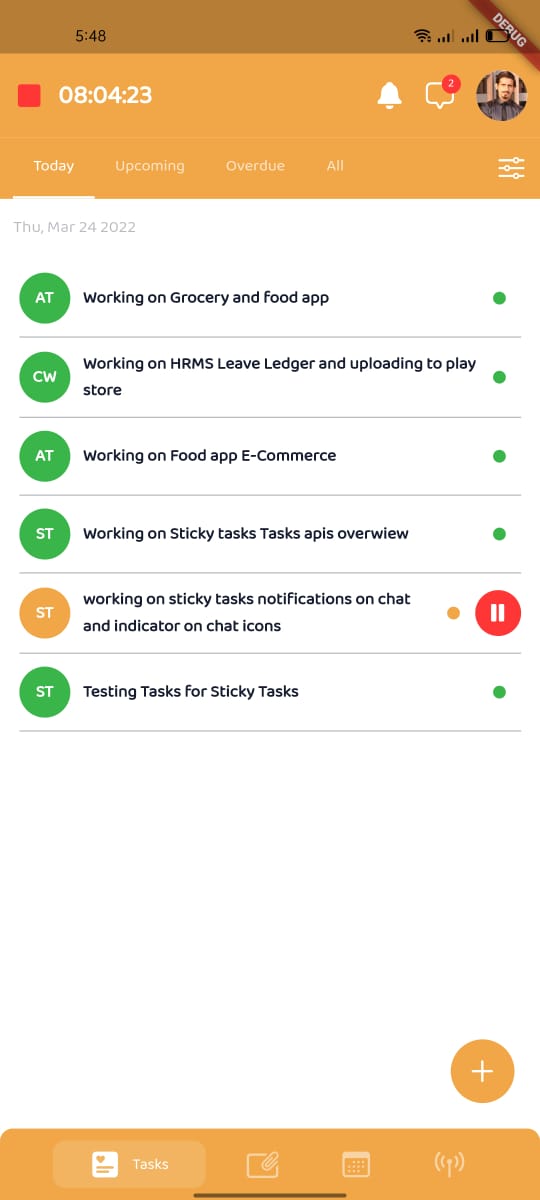 5:48
DEBUG
08:04:23
2
Today Upcoming Overdue All
Thu, Mar 24 2022
AT Working on Grocery and food app
CW Working on HRMS Leave Ledger and uploading to play
store
AT Working on Food app E-Commerce
ST Working on Sticky tasks Tasks apis overwiew
ST working on sticky tasks notifications on chat
and indicator on chat icons
ST Testing Tasks for Sticky Tasks
Tasks